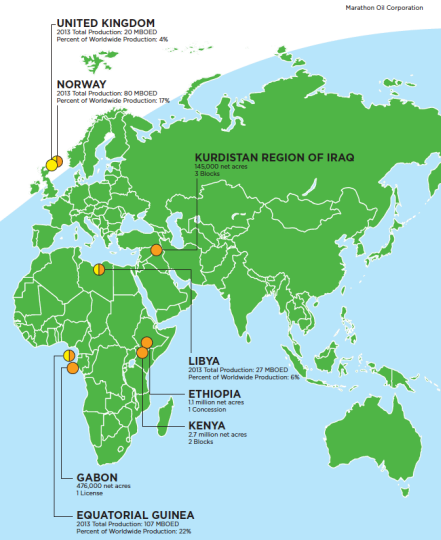 Marathon Oil Corporation
UNITED KINGDOM
2013 Total Production: 20 MBOED
Percent of Worldwide Production: 4%
NORWAY
2013 Total Production: 80 MBOED
Percent of Worldwide Production: 17%
KURDISTAN REGION OF IRAQ
145,000 net acres
3 Blocks
LIBYA
2013 Total Production: 27 MBOED
Percent of Worldwide Production: 6%
ETHIOPIA
1.1 million net acres
1 Concession
KENYA
2.7 million net acres
2 Blocks
GABON
476,000 net acres
1 License
EQUATORIAL GUINEA
2013 Total Production: 107 MBOED
Percent of Worldwide Production: 22%